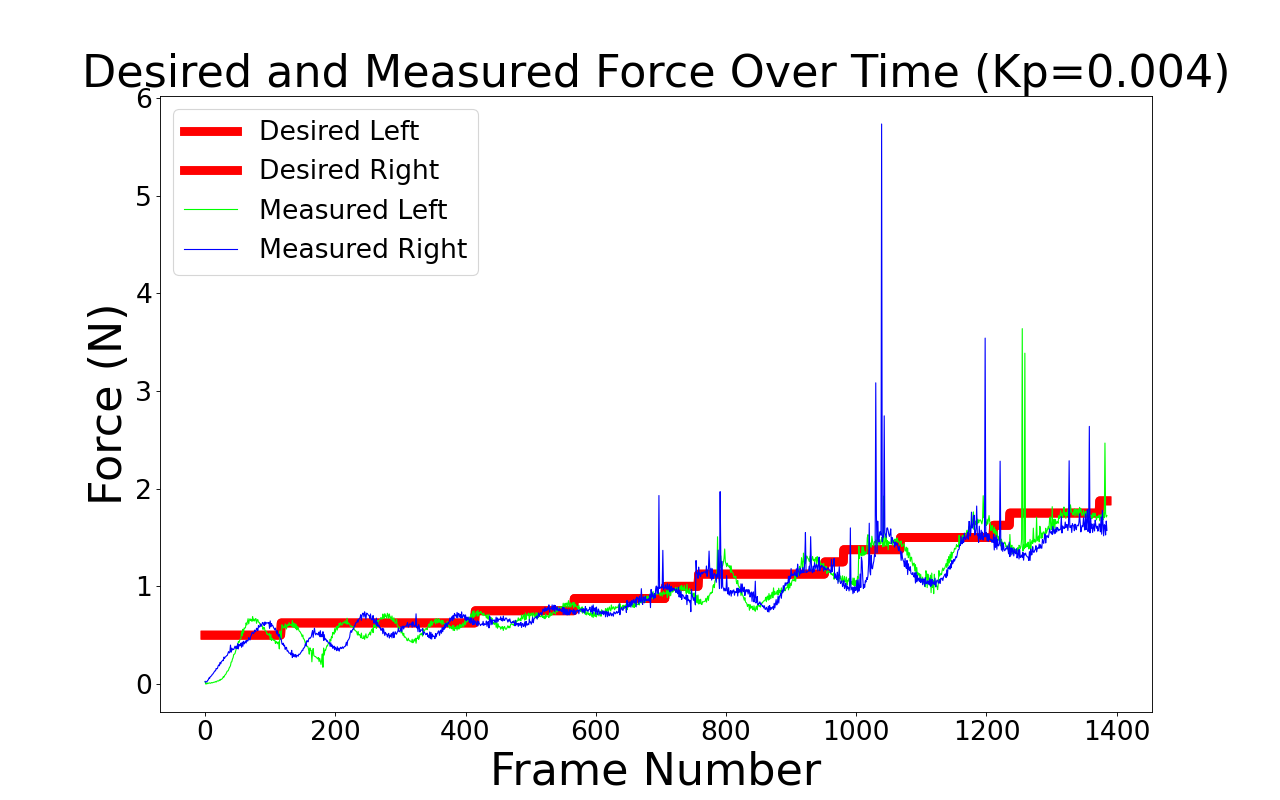 Desired and Measured Force Over Time (Kp=0.004)
Desired Left
Desired Right
Measured Left
Measured Right
Force (N)
6
5
4
3
2
1
0
0 200 400 600 800 1000 1200 1400
Frame Number